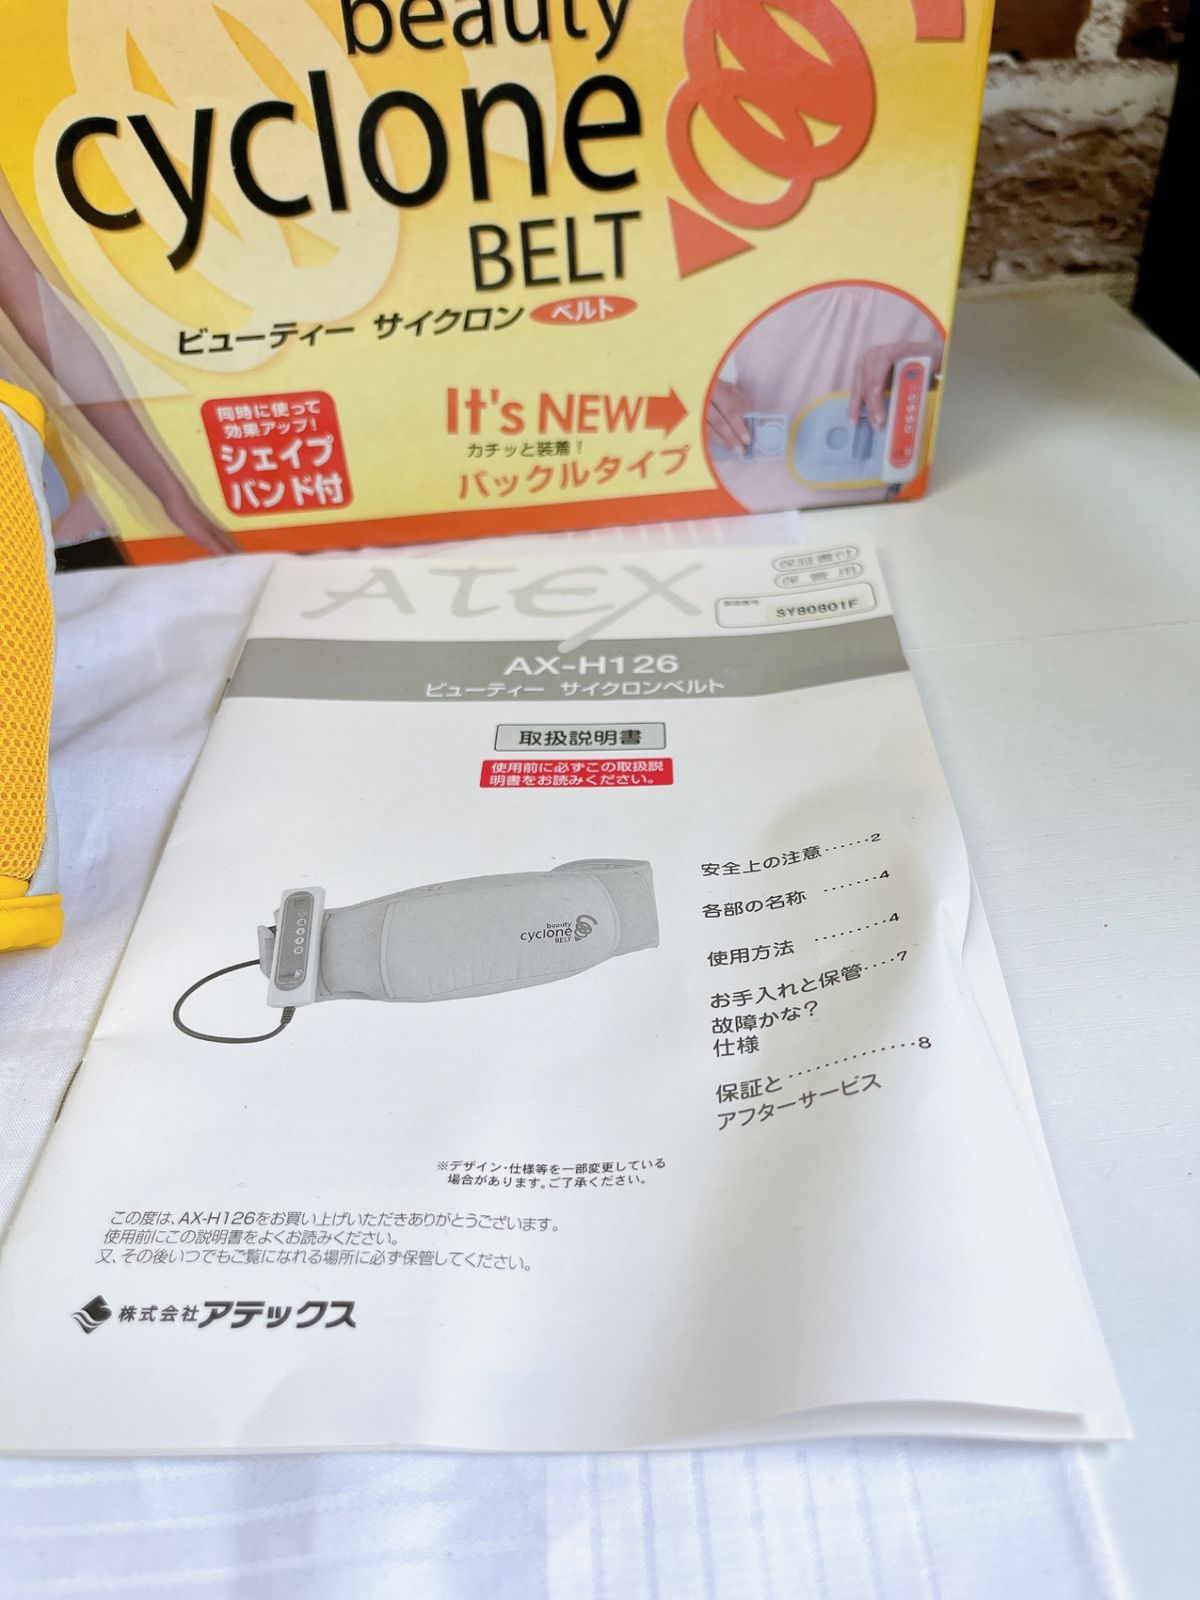 beauty
cyclone
BELT
ビューティー サイクロン ベルト
同時に使って
効果アップ!
シェイプ
バンド付
It's NEW
カチッと装着!
バックルタイプ
ATEX
保証書付
保管用
SY80801F
AX-H126
ビューティー サイクロンベルト
取扱説明書
使用前に必ずこの取扱説
明書をお読みください。
beauty
cyclone
BELT
安全上の注意……2
各部の名称 ……4
使用方法 ………4
お手入れと保管…7
故障かな?
仕様
保証と……………8
アフターサービス
※デザイン・仕様等を一部変更している
場合があります。ご了承ください。
この度は、AX-H126をお買い上げいただきありがとうございます。
使用前にこの説明書をよくお読みください。
又、その後いつでもご覧になれる場所に必ず保管してください。
株式会社アテックス